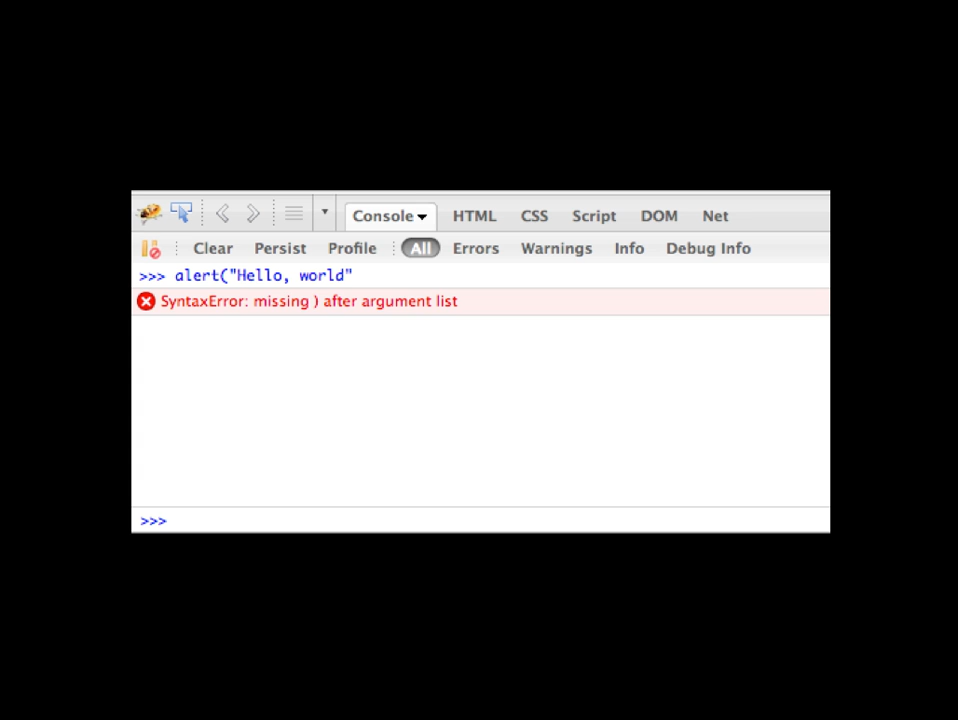 Console HTML CSS Script DOM Net
Clear Persist Profile All Errors Warnings Info Debug Info
>>> alert("Hello, world"
SyntaxError: missing ) after argument list
>>>